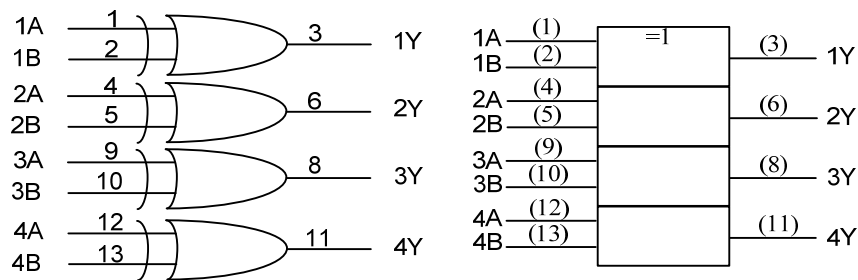 1A 1 3 1Y
1B 2
2A 4 6 2Y
2B 5
3A 9 8 3Y
3B 10
4A 12 11 4Y
4B 13
1A (1) =1 (3) 1Y
1B (2)
2A (4) (6) 2Y
2B (5)
3A (9) (8) 3Y
3B (10)
4A (12) (11) 4Y
4B (13)